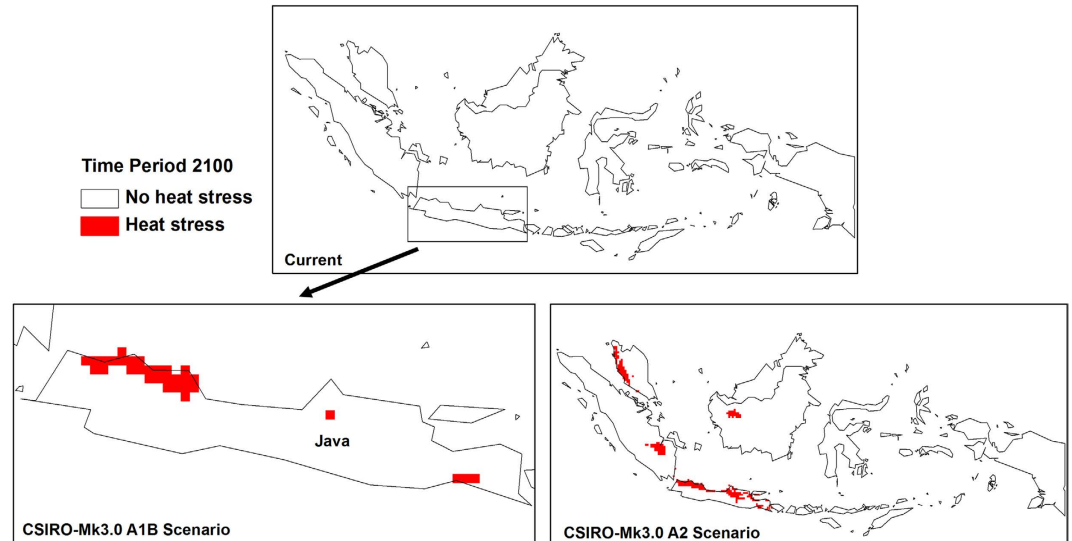 Time Period 2100
No heat stress
Heat stress
Current
Java
CSIRO-Mk3.0 A1B Scenario
CSIRO-Mk3.0 A2 Scenario